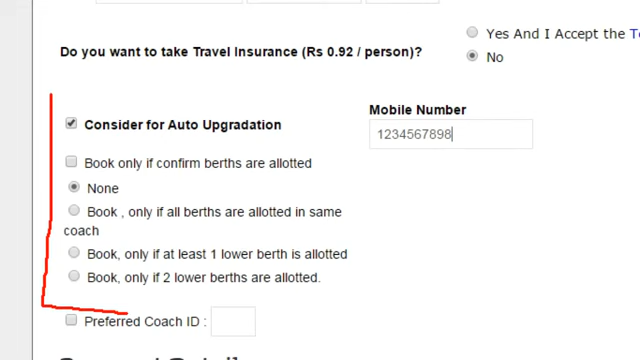 Yes And I Accept the
Do you want to take Travel Insurance (Rs 0.92 / person)?
No
Mobile Number
Consider for Auto Upgradation
1234567898
Book only if confirm berths are allotted
None
Book , only if all berths are allotted in same
coach
Book, only if at least 1 lower berth is allotted
Book, only if 2 lower berths are allotted.
Preferred Coach ID :